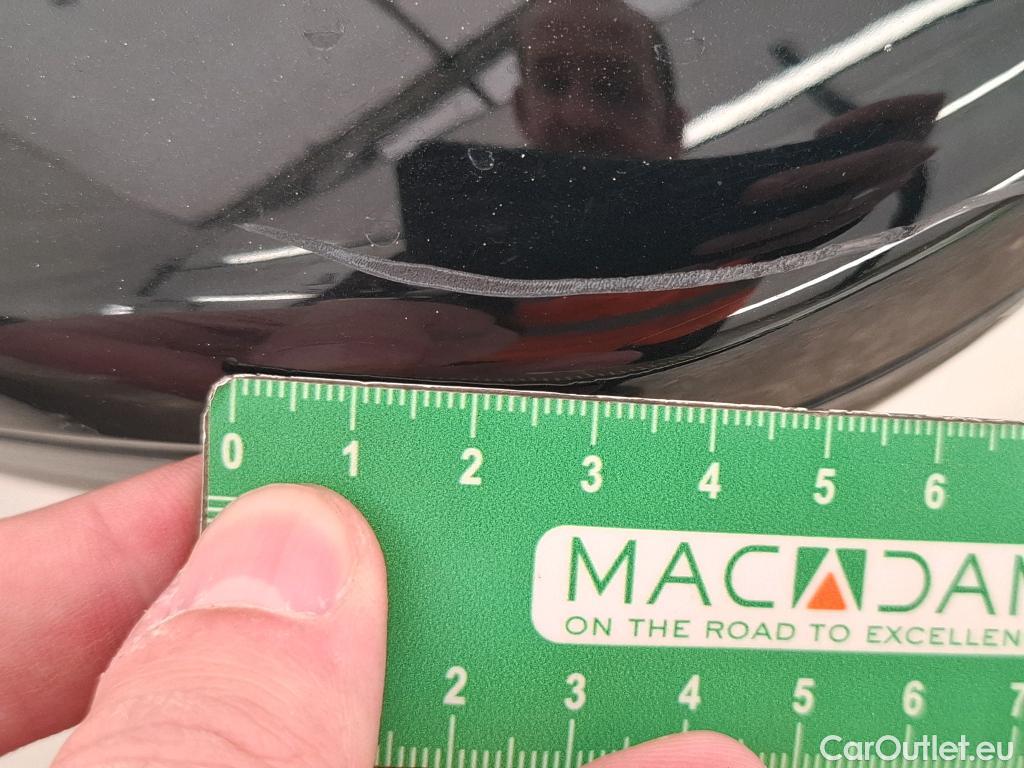 0 1 2 3 4 5 6
MACADAM
ON THE ROAD TO EXCELLEN
2 3 4 5 6 7
CarOutlet.eu